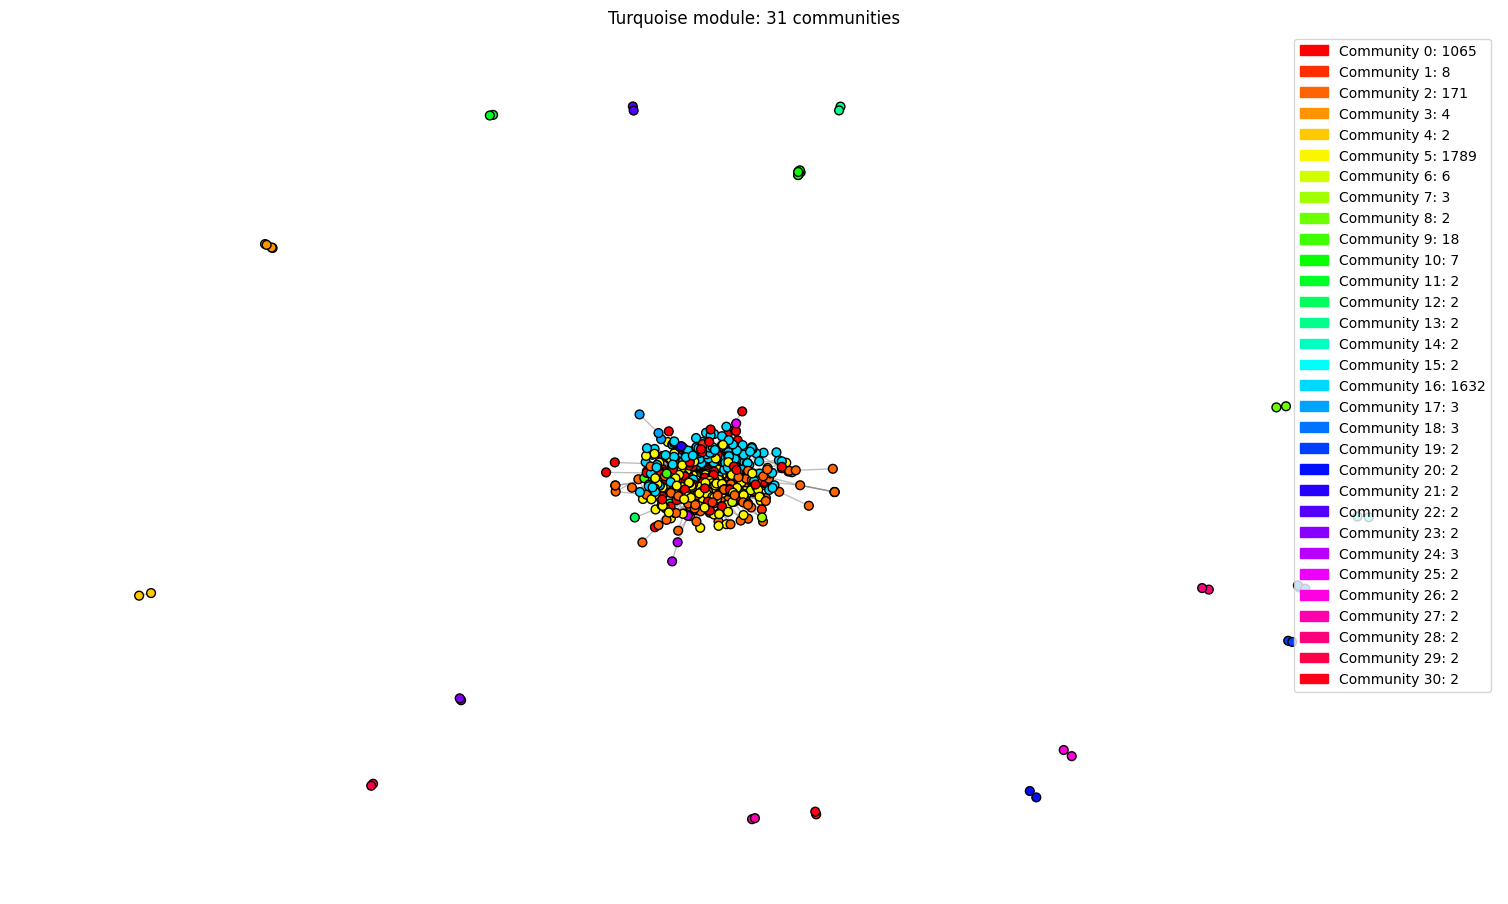 Turquoise module: 31 communities
Community 0: 1065
Community 1: 8
Community 2: 171
Community 3: 4
Community 4: 2
Community 5: 1789
Community 6: 6
Community 7: 3
Community 8: 2
Community 9: 18
Community 10: 7
Community 11: 2
Community 12: 2
Community 13: 2
Community 14: 2
Community 15: 2
Community 16: 1632
Community 17: 3
Community 18: 3
Community 19: 2
Community 20: 2
Community 21: 2
Community 22: 2
Community 23: 2
Community 24: 3
Community 25: 2
Community 26: 2
Community 27: 2
Community 28: 2
Community 29: 2
Community 30: 2